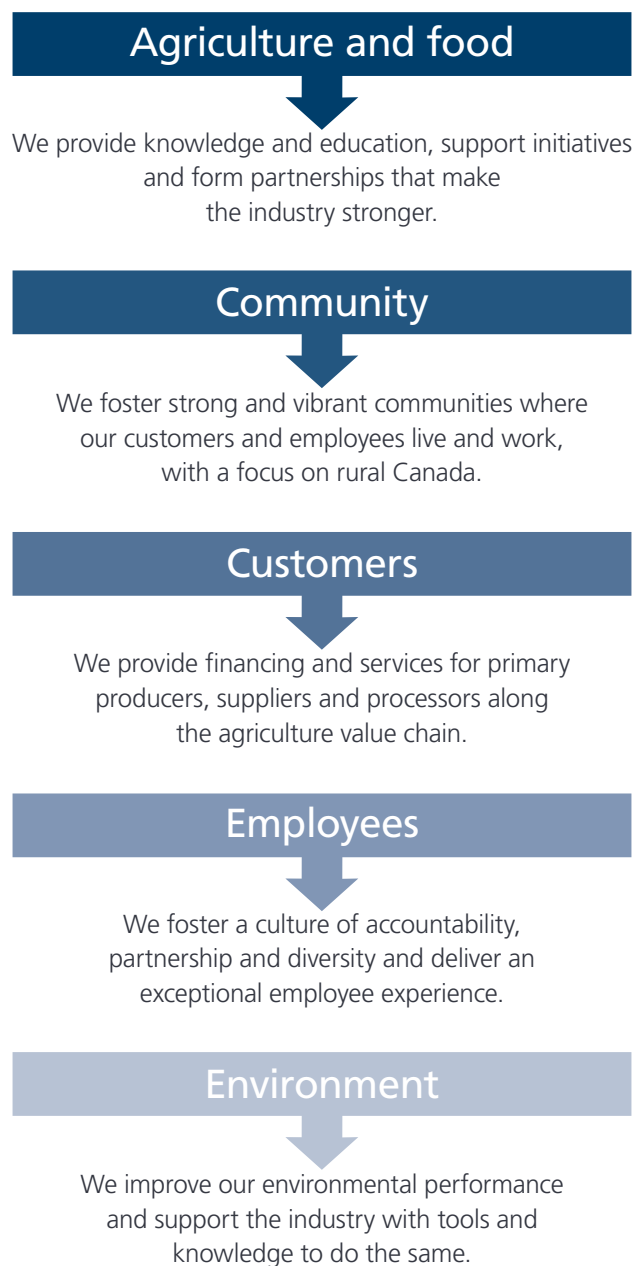 Agriculture and food
We provide knowledge and education, support initiatives
and form partnerships that make
the industry stronger.
Community
We foster strong and vibrant communities where
our customers and employees live and work,
with a focus on rural Canada.
Customers
We provide financing and services for primary
producers, suppliers and processors along
the agriculture value chain.
Employees
We foster a culture of accountability,
partnership and diversity and deliver an
exceptional employee experience.
Environment
We improve our environmental performance
and support the industry with tools and
knowledge to do the same.